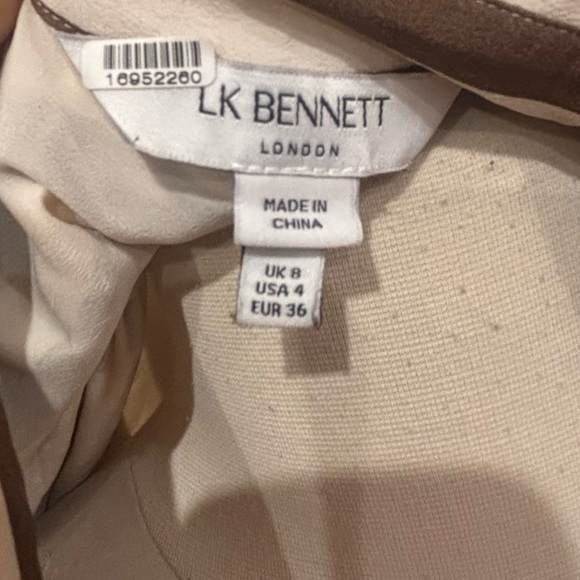 16952260
LK BENNETT
LONDON
MADE IN
CHINA
UK 8
USA 4
EUR 36